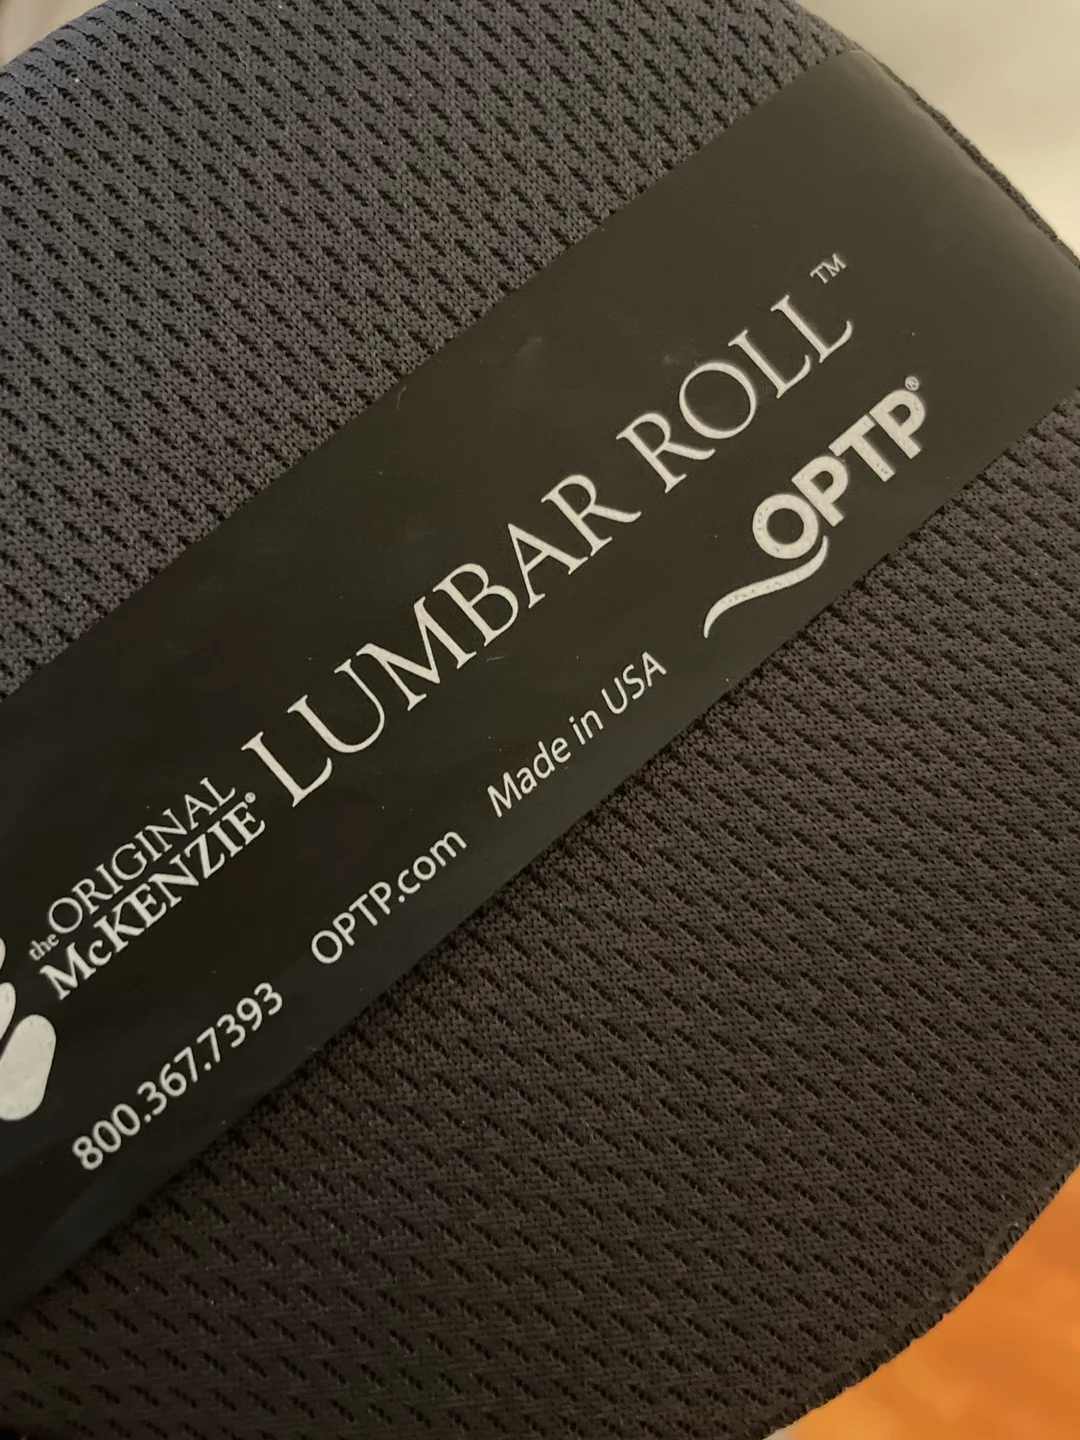 the ORIGINAL
McKENZIE® LUMBAR ROLL™
OPTP®
800.367.7393 OPTP.com Made in USA